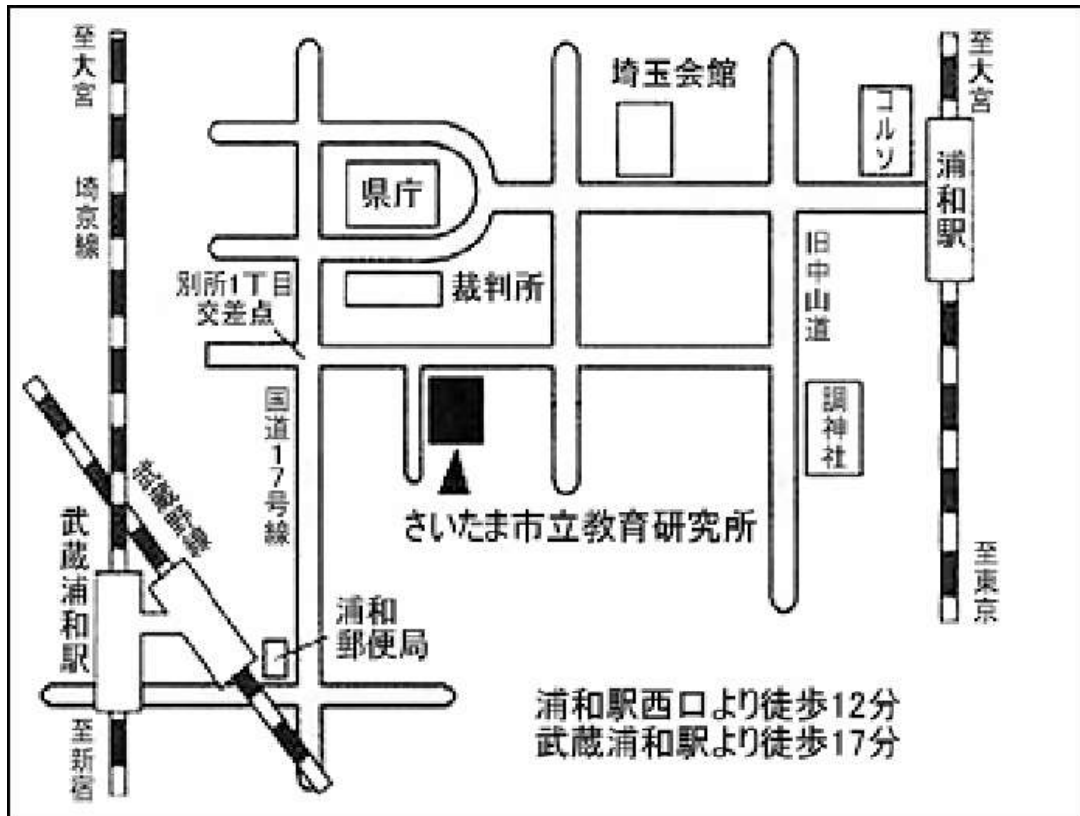 至大宮
埼京線
埼玉会館
コルソ
至大宮
浦和駅
県庁
旧中山道
裁判所
別所1丁目
交差点
国道17号線
調神社
武蔵野線
さいたま市立教育研究所
武蔵浦和駅
浦和
郵便局
至東京
至新宿
浦和駅西口より徒歩12分
武蔵浦和駅より徒歩17分